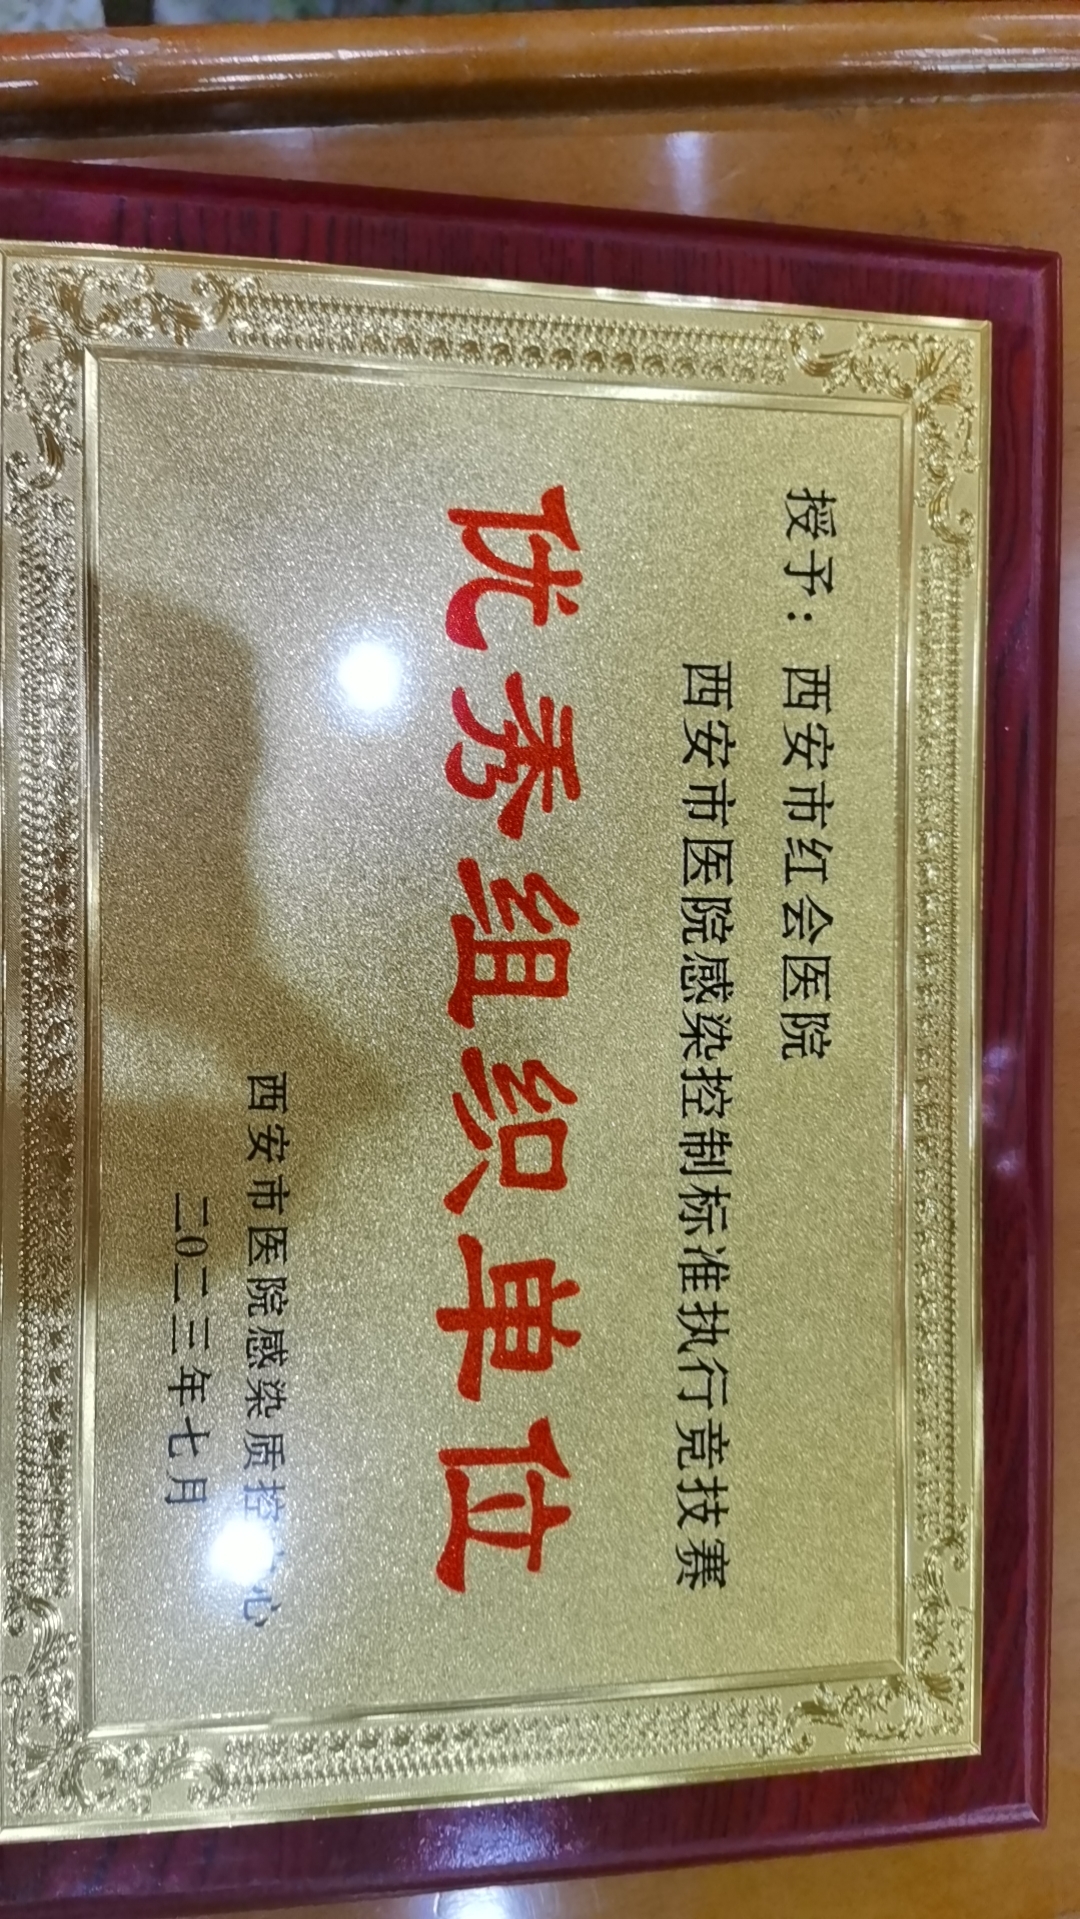 授予：西安市红会医院
西安市医院感染控制标准执行竞技赛
优秀组织单位
西安市医院感染质控中心
二〇二三年七月